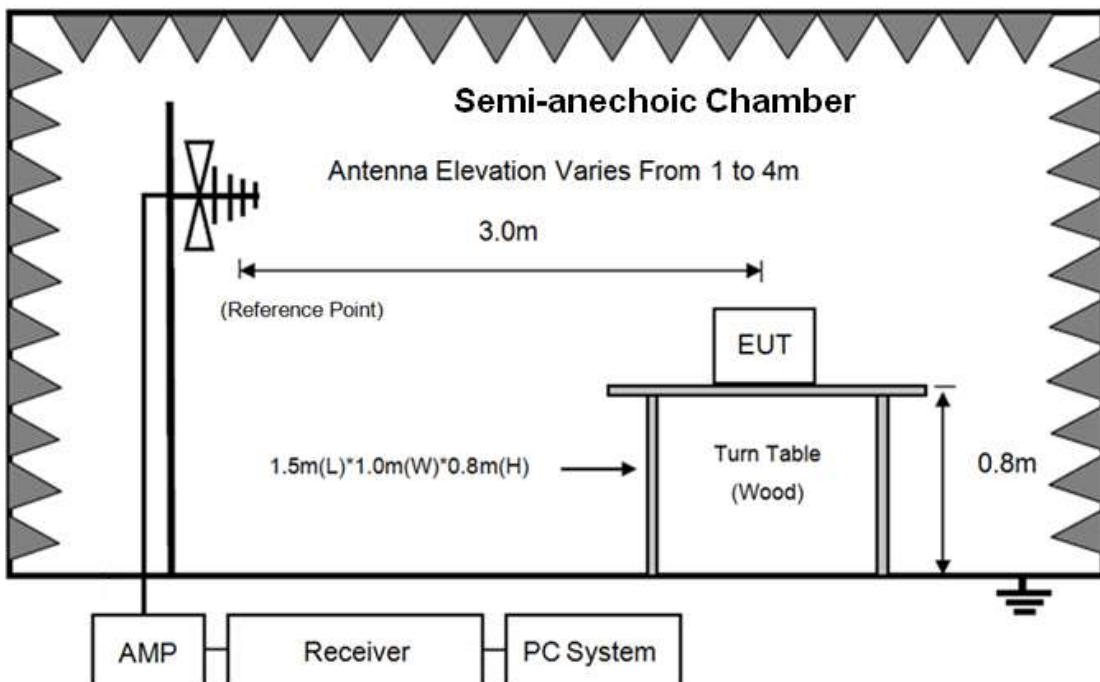 Semi-anechoic Chamber
Antenna Elevation Varies From 1 to 4m
3.0m
(Reference Point)
EUT
1.5m(L)*1.0m(W)*0.8m(H)
Turn Table
(Wood)
0.8m
AMP
Receiver
PC System